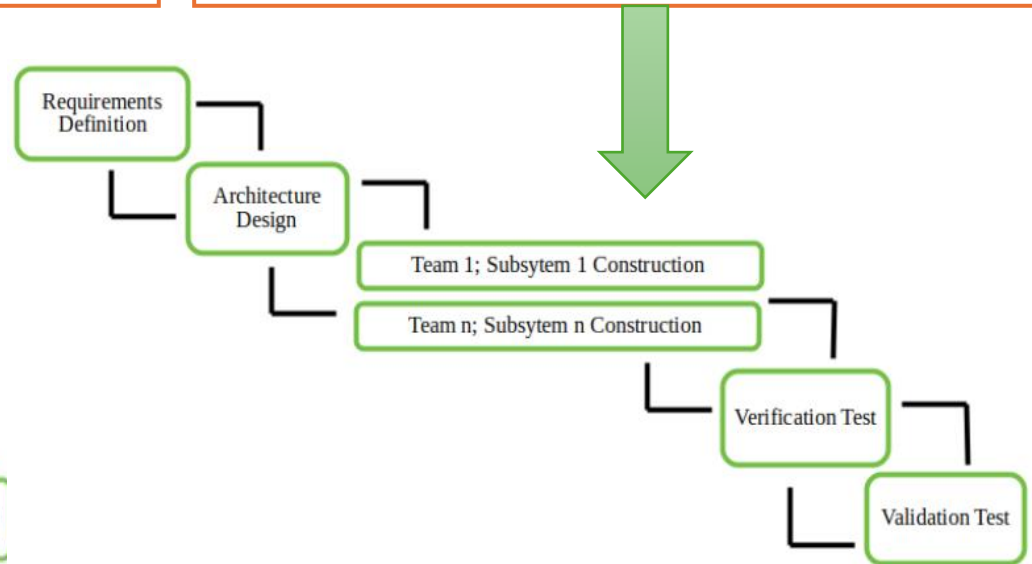 Requirements
Definition
Architecture
Design
Team 1; Subsytem 1 Construction
Team n; Subsytem n Construction
Verification Test
Validation Test